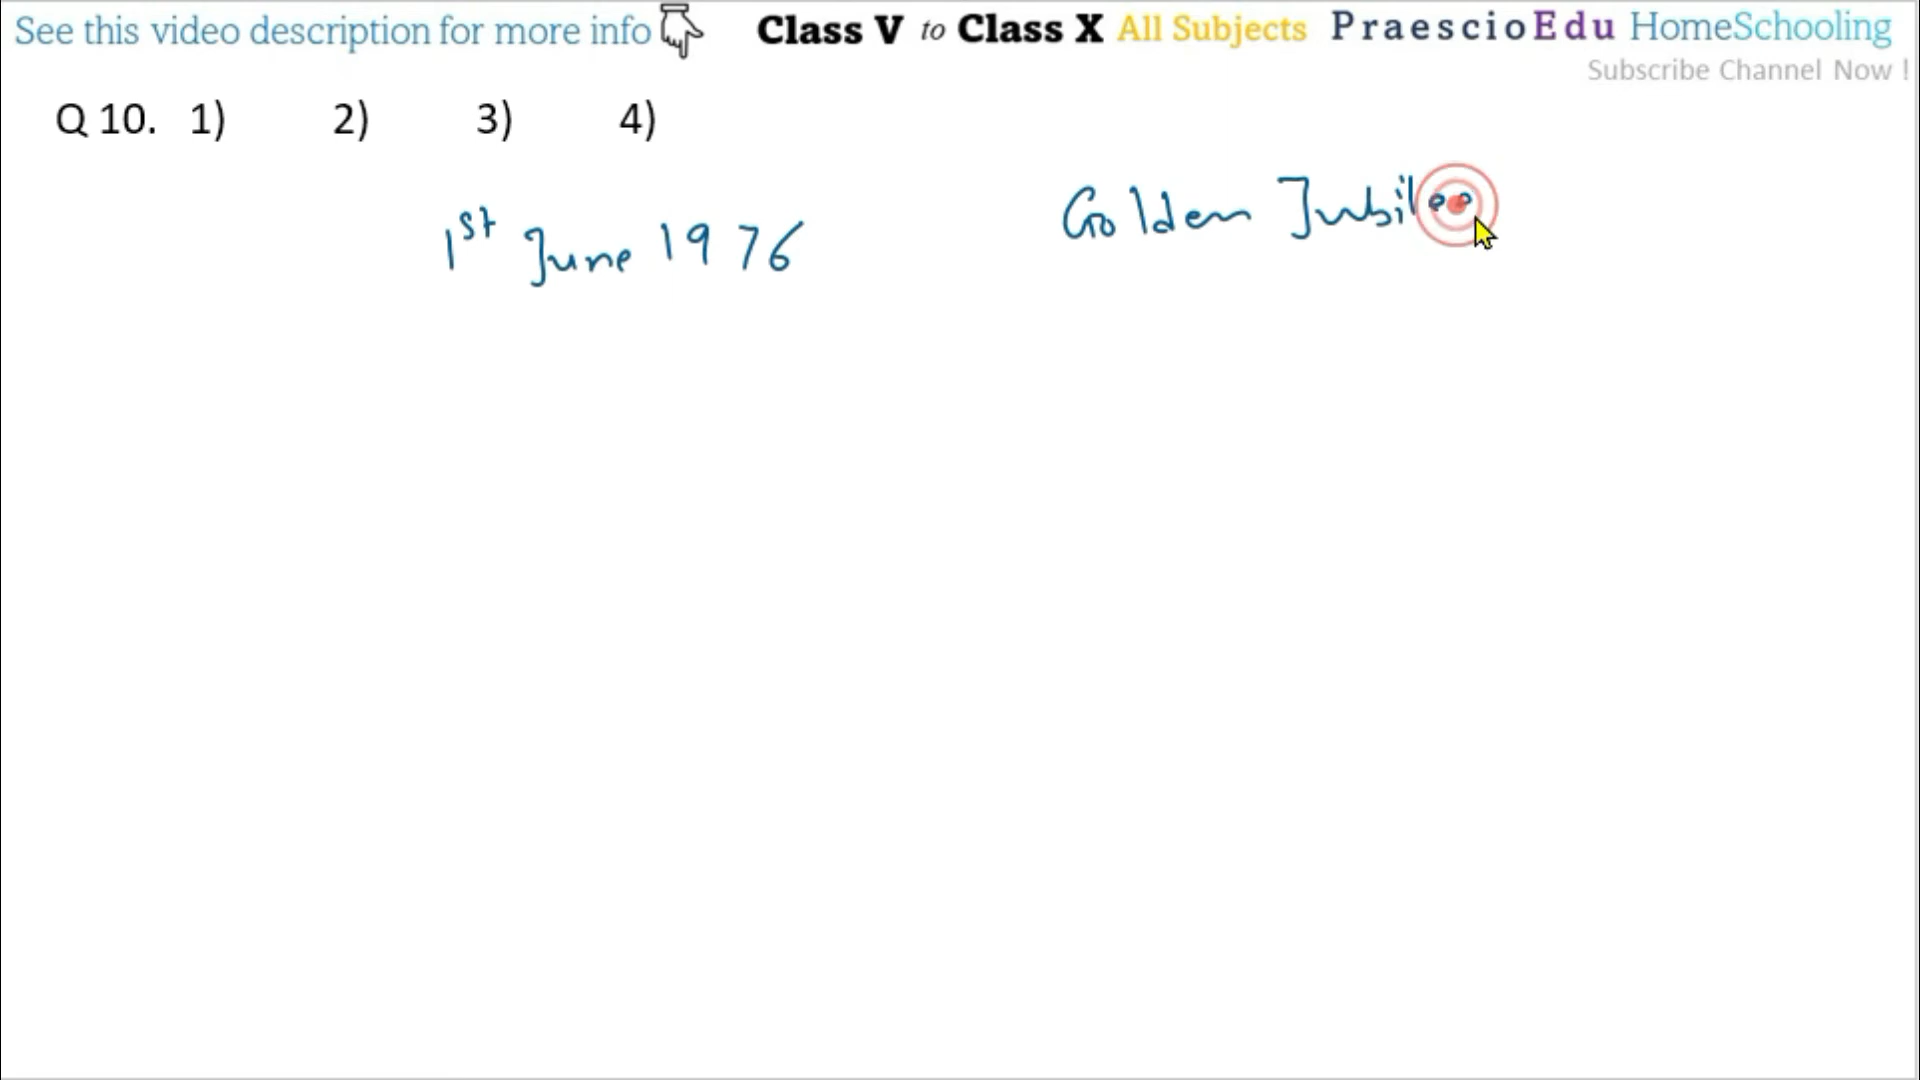 See this video description for more info Class V to Class X All Subjects PraescioEdu HomeSchooling
Subscribe Channel Now !
Q 10. 1) 2) 3) 4)
Golden Jubilee
1st June 1976